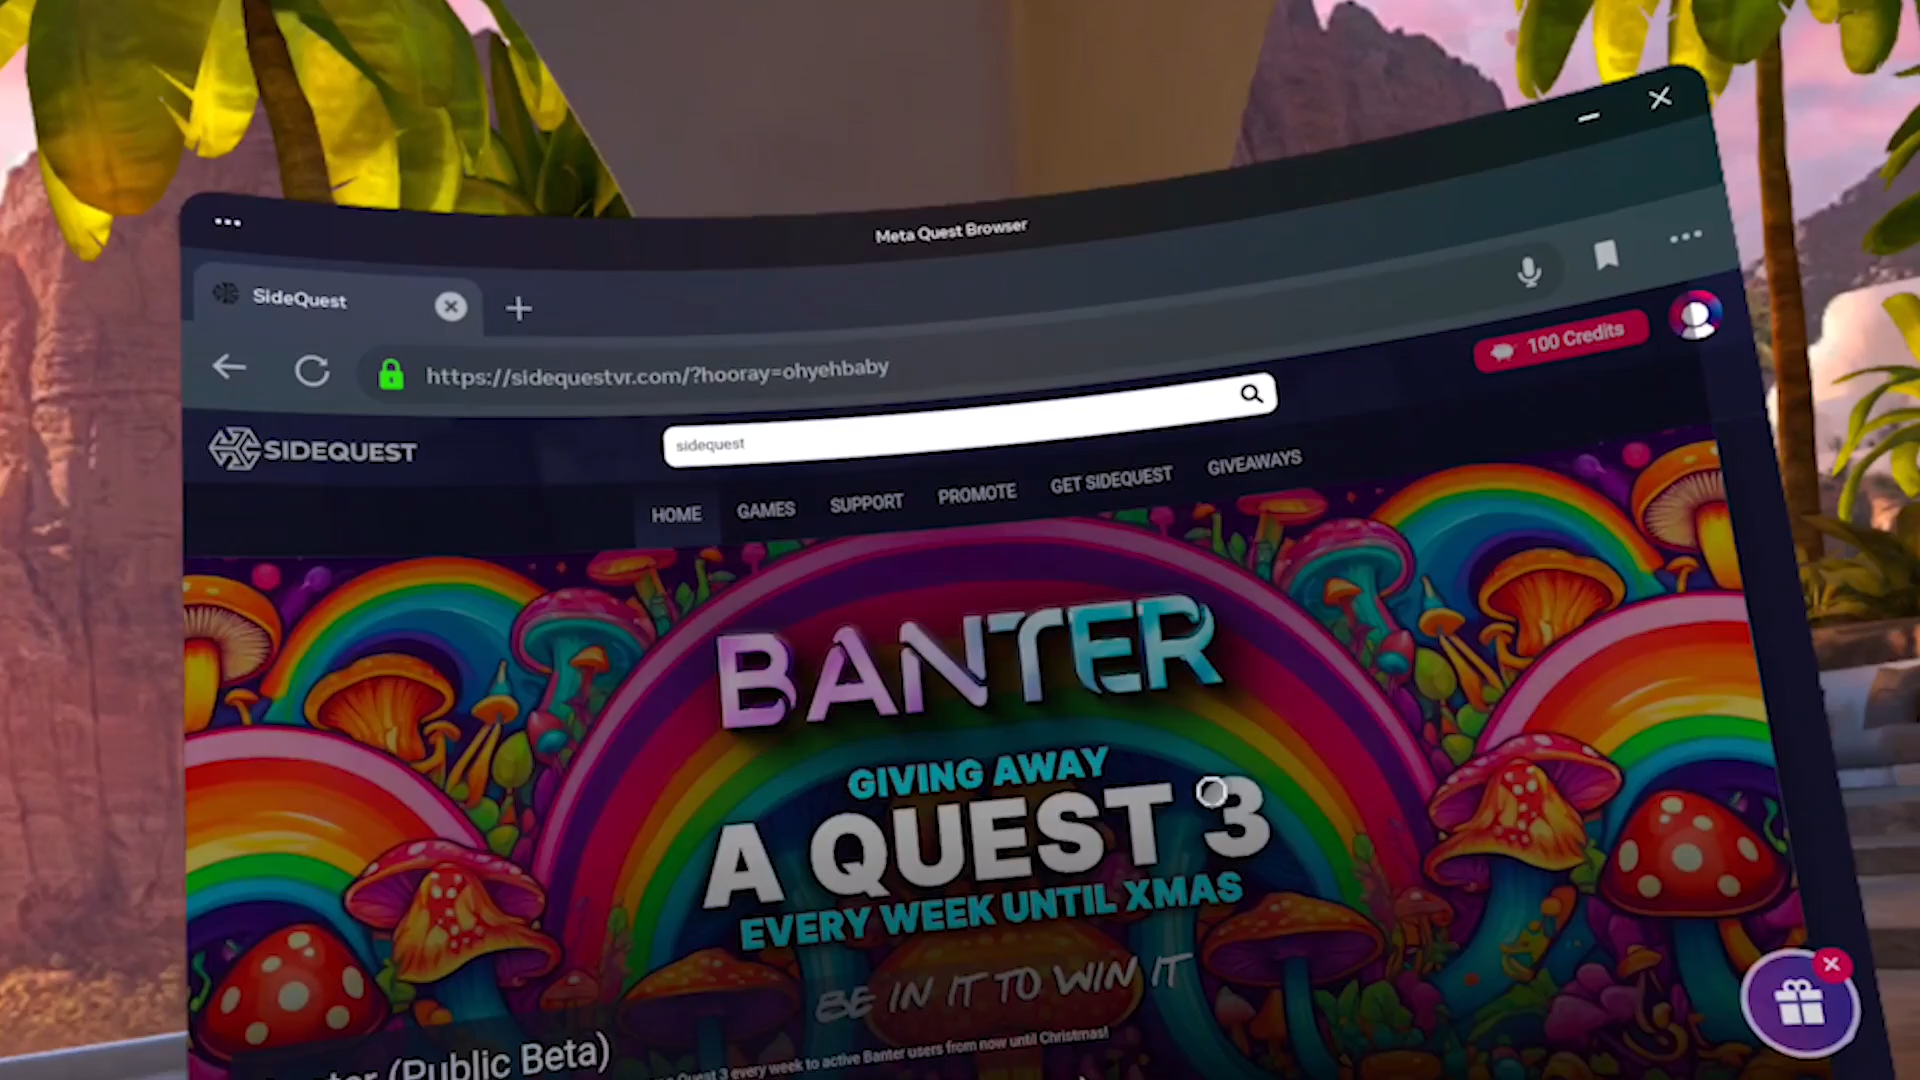 Meta Quest Browser
SideQuest
https://sidequestvr.com/?hooray=ohyehbaby
100 Credits
SIDEQUEST
sidequest
HOME GAMES SUPPORT PROMOTE GET SIDEQUEST GIVEAWAYS
BANTER
GIVING AWAY
A QUEST 3
EVERY WEEK UNTIL XMAS
BE IN IT TO WIN IT
(Public Beta)
Quest 3 every week to active Banter users from now until Christmas!